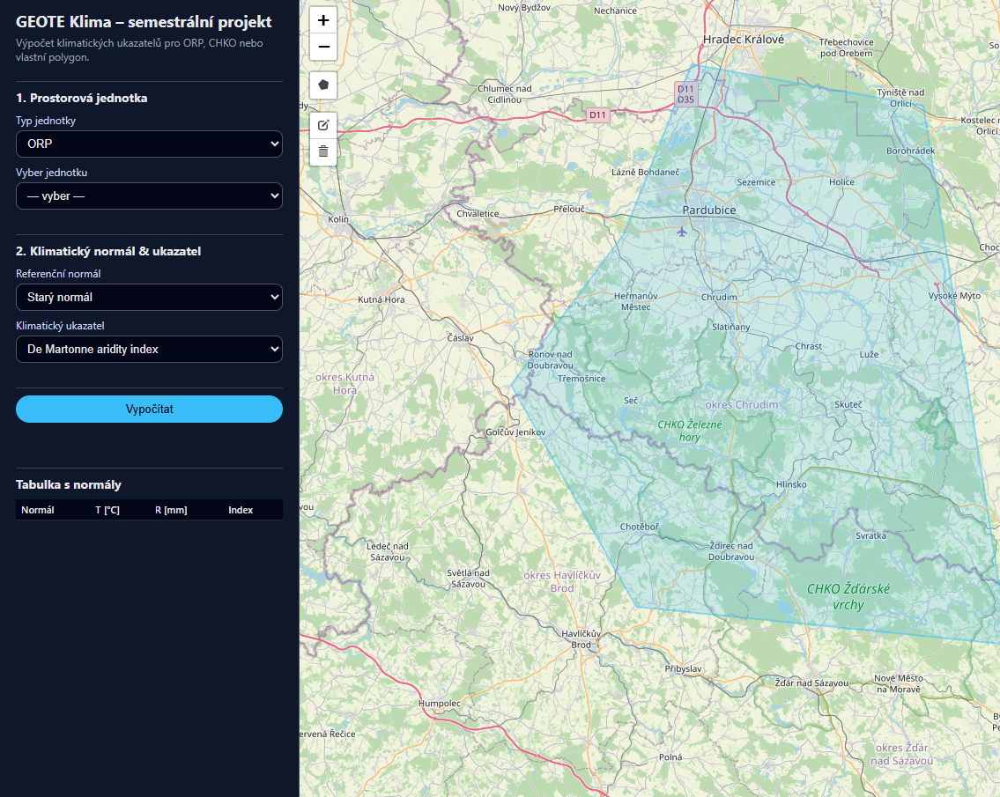 GEOTE Klima – semestrální projekt
Výpočet klimatických ukazatelů pro ORP, CHKO nebo
vlastní polygon.
1. Prostorová jednotka
Typ jednotky
ORP
Vyber jednotku
— vyber —
2. Klimatický normál & ukazatel
Referenční normál
Starý normál
Klimatický ukazatel
De Martonne aridity index
Vypočítat
Tabulka s normály
Normál T [°C] R [mm] Index
+
−
Nový Bydžov
Nechanice
Hradec Králové
Třebechovice
pod Orebem
Chlumec nad
Cidlinou
D11
D35
D11
Týniště nad
Orlicí
Kostelec
Orlicí
Borohrádek
Lázně Bohdaneč
Sezemice
Holice
Kolín
Chvaletice
Přelouč
Pardubice
Choc
Kutná Hora
Heřmanův
Městec
Chrudim
Vysoké Mýto
Čáslav
Slatiňany
Chrast
Luže
Ronov nad
Doubravou
Třemošnice
okres Kutná
Hora
Seč
okres Chrudim
Skuteč
CHKO Železné
hory
Golčův Jeníkov
Hlinsko
vou
Chotěboř
Svratka
Ledeč nad
Sázavou
Ždírec nad
Doubravou
Světlá nad
Sázavou
okres Havlíčkův
Brod
CHKO Žďárské
vrchy
Havlíčkův
Brod
Přibyslav
Žďár nad Sázavou
Nové Město
na Moravě
Humpolec
ervená Řečice
Polná
okres Žďár
nad Sázavou